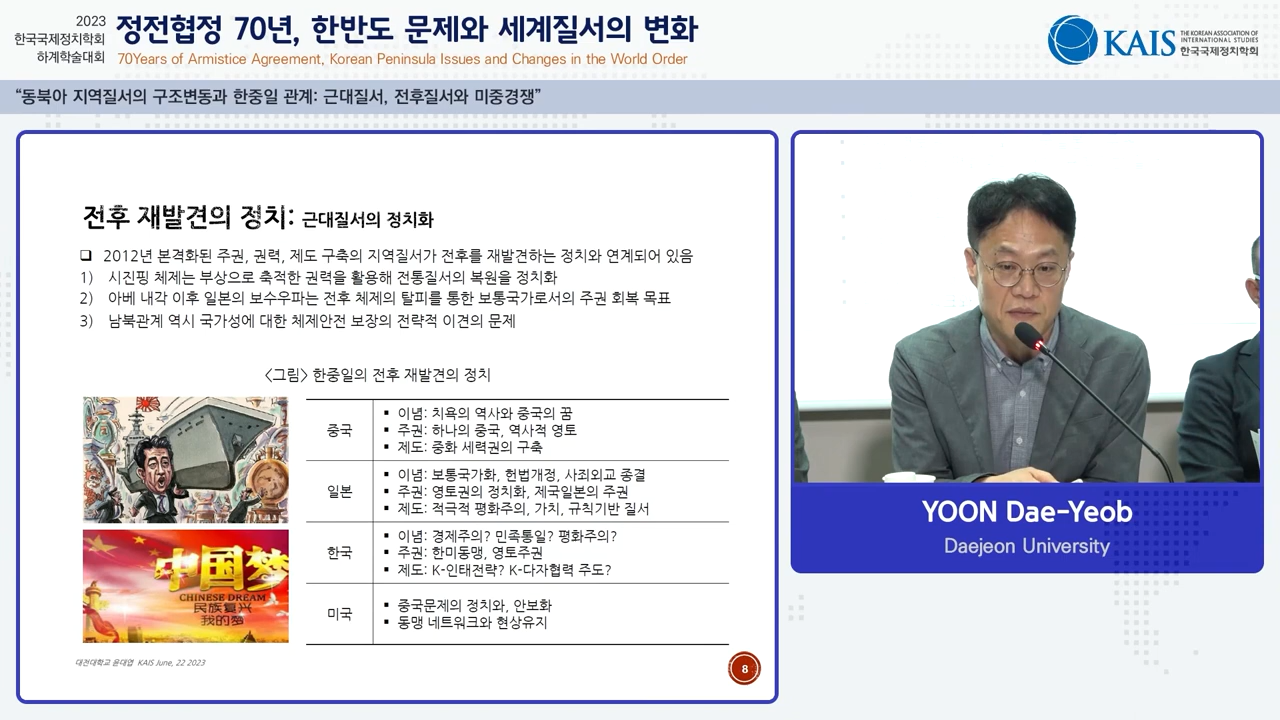 2023
한국국제정치학회
하계학술대회
정전협정 70년, 한반도 문제와 세계질서의 변화
70Years of Armistice Agreement, Korean Peninsula Issues and Changes in the World Order
KAIS
THE KOREAN ASSOCIATION OF
INTERNATIONAL STUDIES
한국국제정치학회
“동북아 지역질서의 구조변동과 한중일 관계: 근대질서, 전후질서와 미중경쟁”
전후 재발견의 정치: 근대질서의 정치화
❑ 2012년 본격화된 주권, 권력, 제도 구축의 지역질서가 전후를 재발견하는 정치와 연계되어 있음
1) 시진핑 체제는 부상으로 축적한 권력을 활용해 전통질서의 복원을 정치화
2) 아베 내각 이후 일본의 보수우파는 전후 체제의 탈피를 통한 보통국가로서의 주권 회복 목표
3) 남북관계 역시 국가성에 대한 체제안전 보장의 전략적 이견의 문제
<그림> 한중일의 전후 재발견의 정치
중국
▪ 이념: 치욕의 역사와 중국의 꿈
▪ 주권: 하나의 중국, 역사적 영토
▪ 제도: 중화 세력권의 구축
일본
▪ 이념: 보통국가화, 헌법개정, 사죄외교 종결
▪ 주권: 영토권의 정치화, 제국일본의 주권
▪ 제도: 적극적 평화주의, 가치, 규칙기반 질서
한국
▪ 이념: 경제주의? 민족통일? 평화주의?
▪ 주권: 한미동맹, 영토주권
▪ 제도: K-인태전략? K-다자협력 주도?
미국
▪ 중국문제의 정치와, 안보화
▪ 동맹 네트워크와 현상유지
中国梦
CHINESE DREAM
民族复兴
我的梦
대전대학교 윤대엽 KAIS June, 22 2023
8
YOON Dae-Yeob
Daejeon University